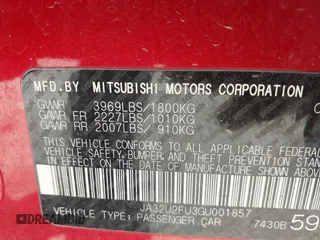 MFD.BY MITSUBISHI MOTORS CORPORATION
GVWR 3969LBS/1800KG
GAWR FR 2227LBS/1010KG
GAWR RR 2007LBS/ 910KG
THIS VEHICLE CONFORMS TO ALL APPLICABLE
FEDERAL MOTOR VEHICLE SAFETY, BUMPER,
AND THEFT PREVENTION STANDARDS IN EFFECT
ON THE DATE OF MANUFACTURE SHOWN ABOVE.
JA32U2FU3GU001857
VEHICLE TYPE: PASSENGER CAR 7430B 59